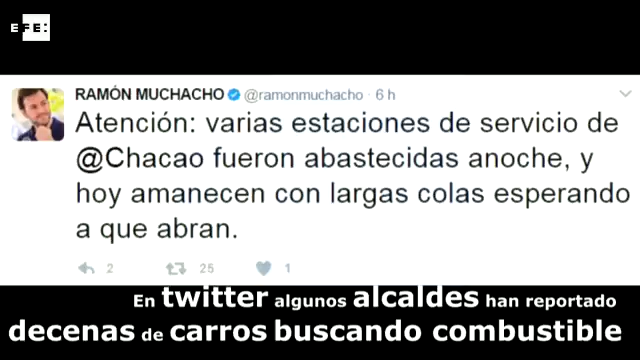 EFE:
RAMÓN MUCHACHO @ramonmuchacho · 6 h
Atención: varias estaciones de servicio de
@Chacao fueron abastecidas anoche, y
hoy amanecen con largas colas esperando
a que abran.
2 25 1
En twitter algunos alcaldes han reportado
decenas de carros buscando combustible